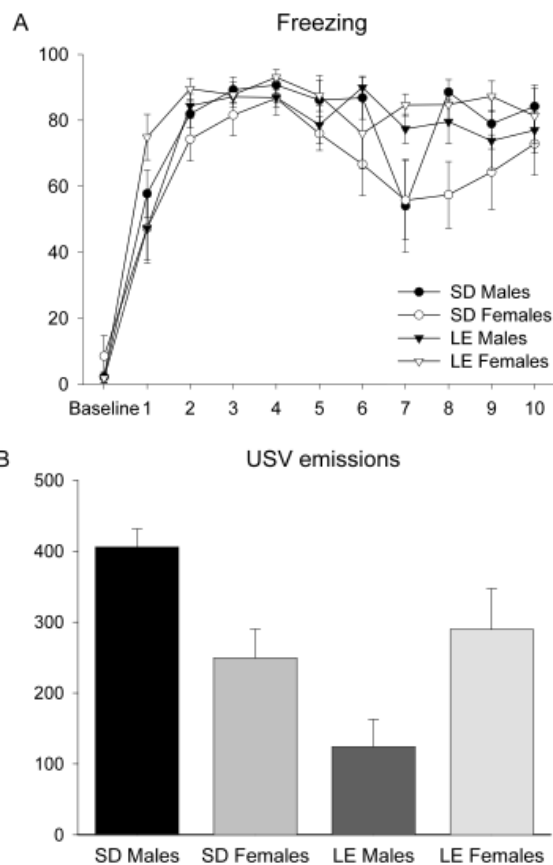 A
Freezing
100
80
60
40
20
0
SD Males
SD Females
LE Males
LE Females
Baseline 1 2 3 4 5 6 7 8 9 10
B
USV emissions
500
400
300
200
100
0
SD Males SD Females LE Males LE Females